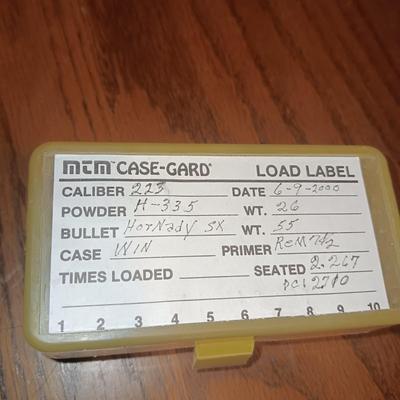 MTM CASE-GARD® LOAD LABEL
CALIBER 223 DATE 6-9-2000
POWDER H-335 WT. 26
BULLET HorNady SX WT. 55
CASE WIN PRIMER Rem 7½
TIMES LOADED SEATED 2.267
2710
1 2 3 4 5 6 7 8 9 10